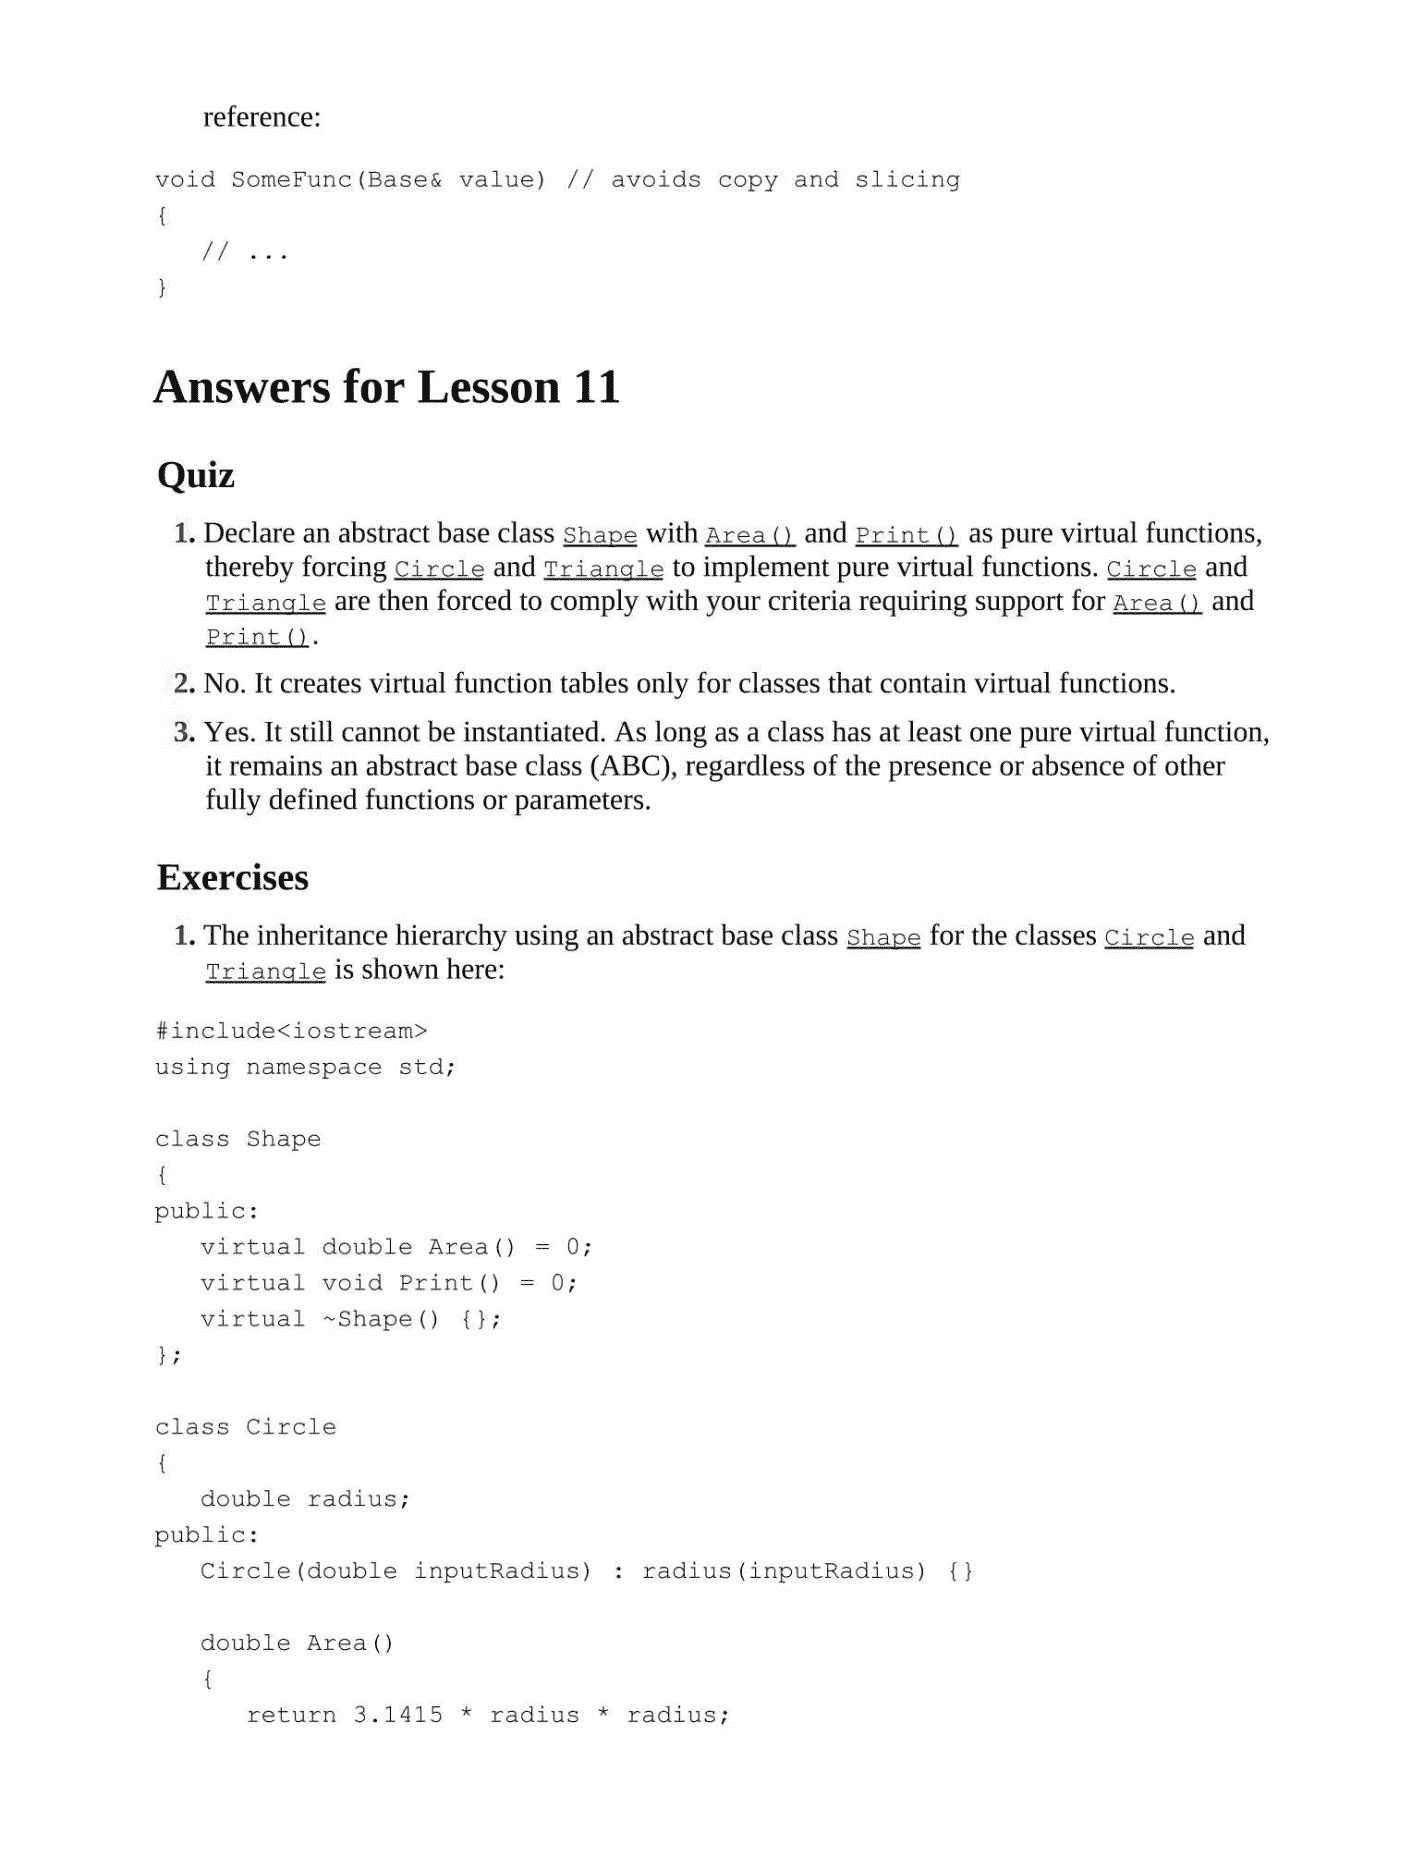 reference:
void SomeFunc(Base& value) // avoids copy and slicing
{
   // ...
}
Answers for Lesson 11
Quiz
1. Declare an abstract base class Shape with Area() and Print() as pure virtual functions,
thereby forcing Circle and Triangle to implement pure virtual functions. Circle and
Triangle are then forced to comply with your criteria requiring support for Area() and
Print().
2. No. It creates virtual function tables only for classes that contain virtual functions.
3. Yes. It still cannot be instantiated. As long as a class has at least one pure virtual function,
it remains an abstract base class (ABC), regardless of the presence or absence of other
fully defined functions or parameters.
Exercises
1. The inheritance hierarchy using an abstract base class Shape for the classes Circle and
Triangle is shown here:
#include<iostream>
using namespace std;
class Shape
{
public:
   virtual double Area() = 0;
   virtual void Print() = 0;
   virtual ~Shape() {};
};
class Circle
{
   double radius;
public:
   Circle(double inputRadius) : radius(inputRadius) {}
   double Area()
   {
      return 3.1415 * radius * radius;